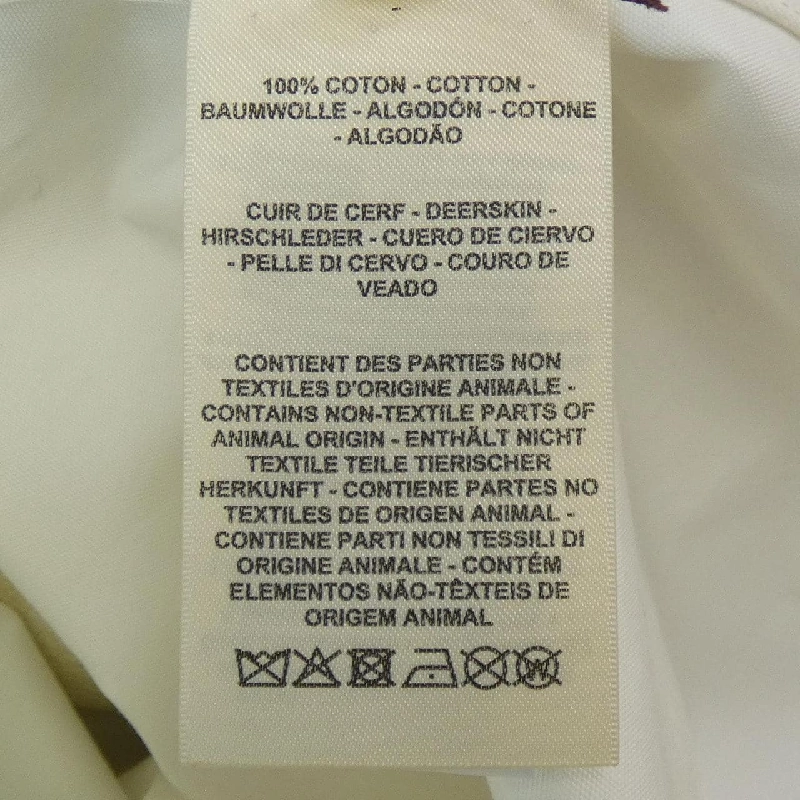 100% COTON - COTTON -
BAUMWOLLE - ALGODÓN - COTONE
- ALGODÃO
CUIR DE CERF - DEERSKIN -
HIRSCHLEDER - CUERO DE CIERVO
- PELLE DI CERVO - COURO DE
VEADO
CONTIENT DES PARTIES NON
TEXTILES D'ORIGINE ANIMALE -
CONTAINS NON-TEXTILE PARTS OF
ANIMAL ORIGIN - ENTHÄLT NICHT
TEXTILE TEILE TIERISCHER
HERKUNFT - CONTIENE PARTES NO
TEXTILES DE ORIGEN ANIMAL -
CONTIENE PARTI NON TESSILI DI
ORIGINE ANIMALE - CONTÉM
ELEMENTOS NÃO-TÊXTEIS DE
ORIGEM ANIMAL
W